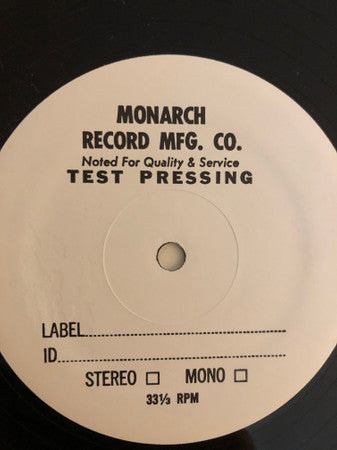 MONARCH
RECORD MFG. CO.
Noted For Quality & Service
TEST PRESSING
LABEL
ID
STEREO □ MONO □
33⅓ RPM